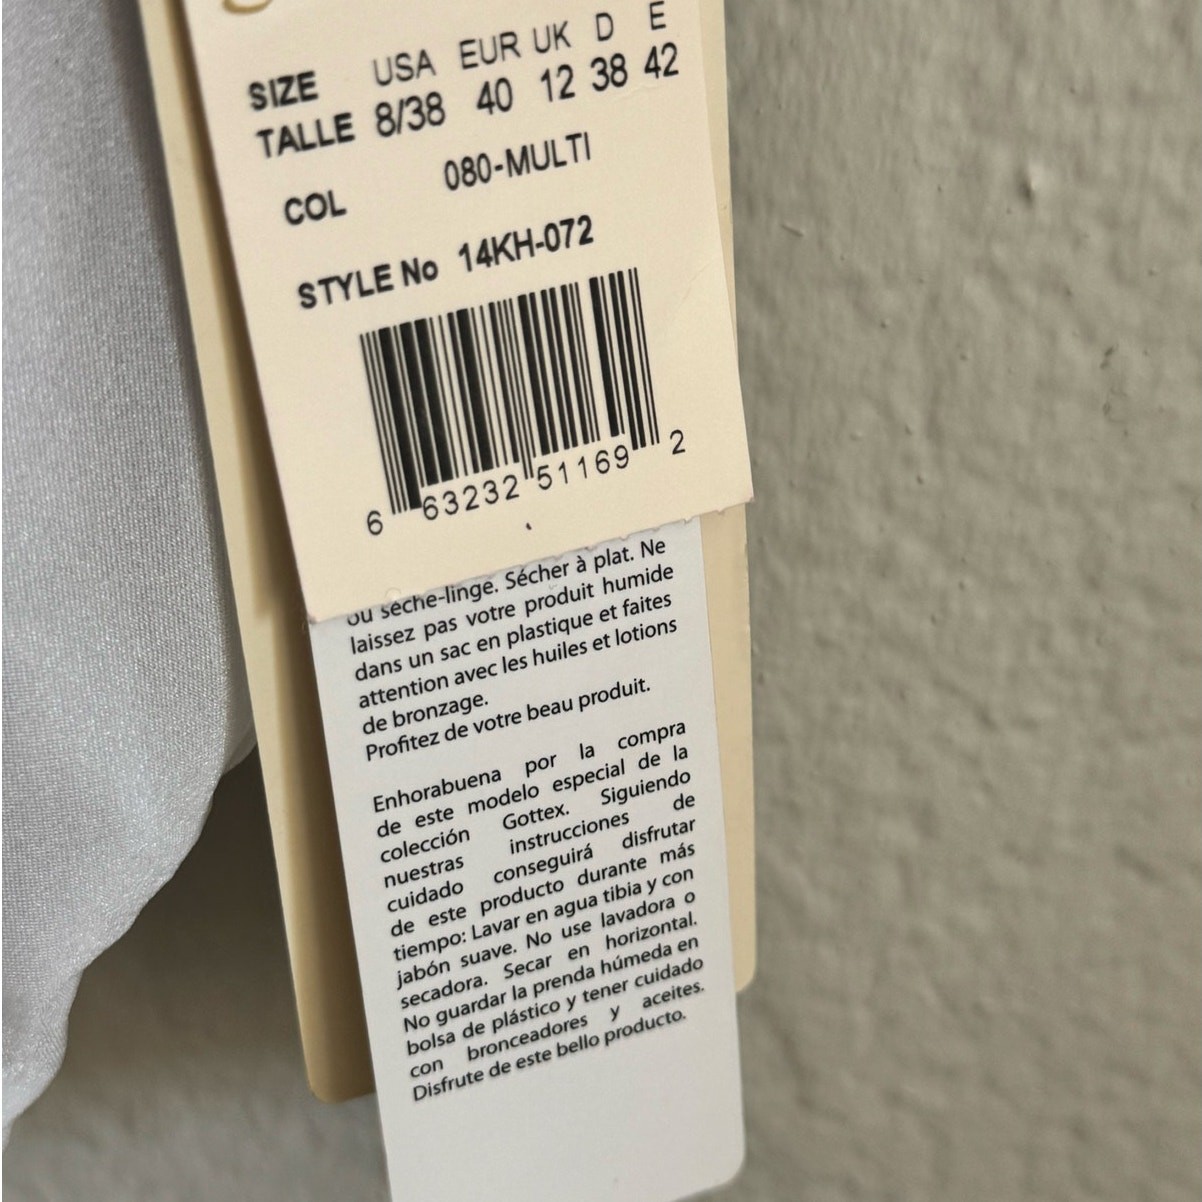 USA EUR UK D E
SIZE
TALLE 8/38 40 12 38 42
COL 080-MULTI
STYLE No 14KH-072
6 63232 51169 2
ou sèche-linge. Sécher à plat. Ne
laissez pas votre produit humide
dans un sac en plastique et faites
attention avec les huiles et lotions
de bronzage.
Profitez de votre beau produit.
Enhorabuena por la compra
de este modelo especial de la
colección Gottex. Siguiendo
nuestras instrucciones de
cuidado conseguirá disfrutar
de este producto durante más
tiempo: Lavar en agua tibia y con
jabón suave. No use lavadora o
secadora. Secar en horizontal.
No guardar la prenda húmeda en
bolsa de plástico y tener cuidado
con bronceadores y aceites.
Disfrute de este bello producto.